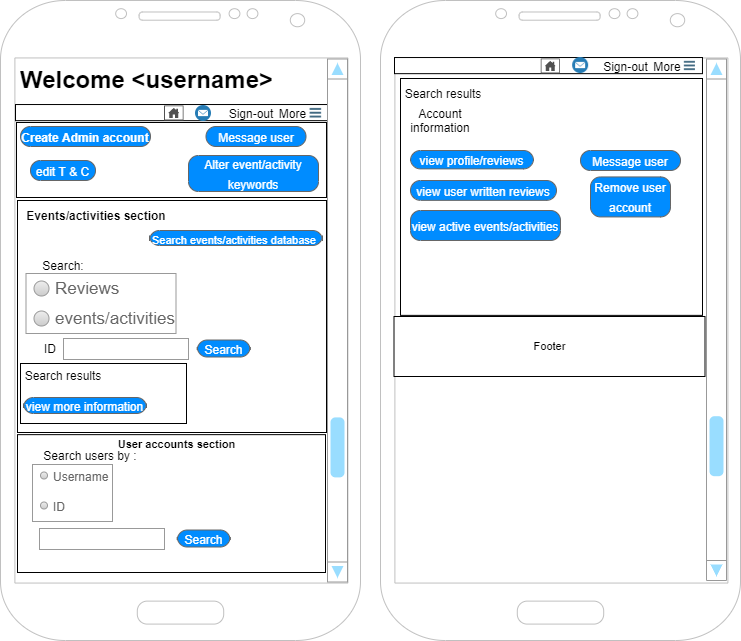 Welcome <username>
Sign-out More
Create Admin account
Message user
edit T & C
Alter event/activity
keywords
Events/activities section
Search events/activities database
Search:
Reviews
events/activities
ID
Search
Search results
view more information
User accounts section
Search users by :
Username
ID
Search
Sign-out More
Search results
Account
information
view profile/reviews
Message user
view user written reviews
Remove user
account
view active events/activities
Footer